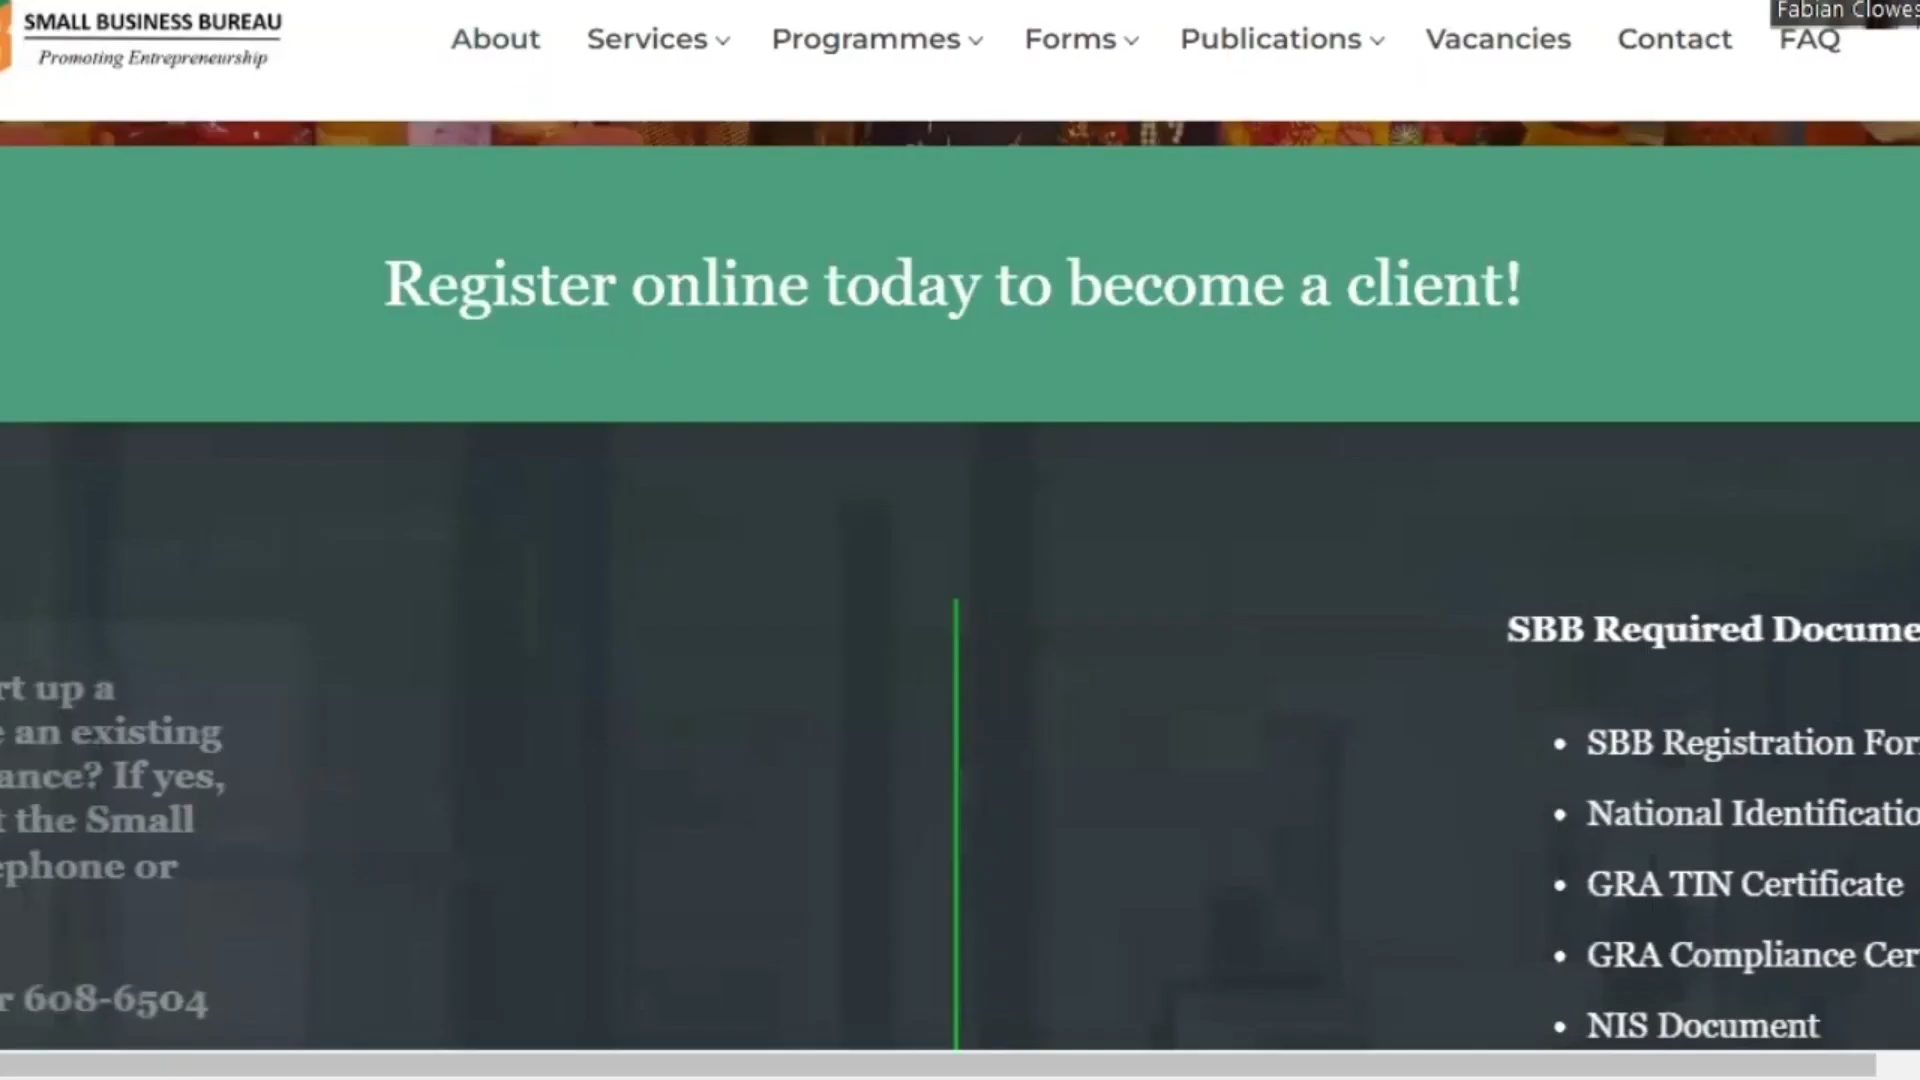 SMALL BUSINESS BUREAU
Promoting Entrepreneurship
About Services Programmes Forms Publications Vacancies Contact FAQ
Fabian Clowes
Register online today to become a client!
rt up a
e an existing
ance? If yes,
t the Small
ephone or
r 608-6504
SBB Required Docume
SBB Registration For
National Identificatio
GRA TIN Certificate
GRA Compliance Cer
NIS Document